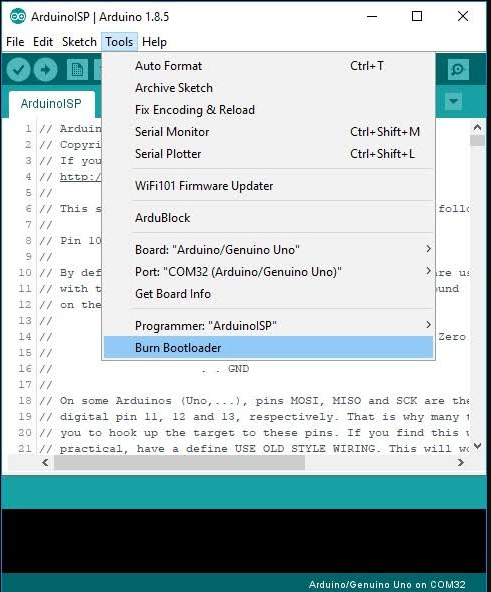 ArduinoISP | Arduino 1.8.5
File Edit Sketch Tools Help
ArduinoISP
Auto Format Ctrl+T
Archive Sketch
Fix Encoding & Reload
Serial Monitor Ctrl+Shift+M
Serial Plotter Ctrl+Shift+L
WiFi101 Firmware Updater
ArduBlock
Board: "Arduino/Genuino Uno"
Port: "COM32 (Arduino/Genuino Uno)"
Get Board Info
Programmer: "ArduinoISP"
Burn Bootloader
1 // Arduin
2 // Copyri
3 // If you
4 // http:/
5 //
6 // This s follo
7 //
8 // Pin 10
9 //
10 // By def are us
11 // with t ound
12 // on the
13 //
14 // Zero
15 //
16 // . . GND
17 //
18 // On some Arduinos (Uno,...), pins MOSI, MISO and SCK are the
19 // digital pin 11, 12 and 13, respectively. That is why many t
20 // you to hook up the target to these pins. If you find this w
21 // practical, have a define USE OLD STYLE WIRING. This will wo
Arduino/Genuino Uno on COM32